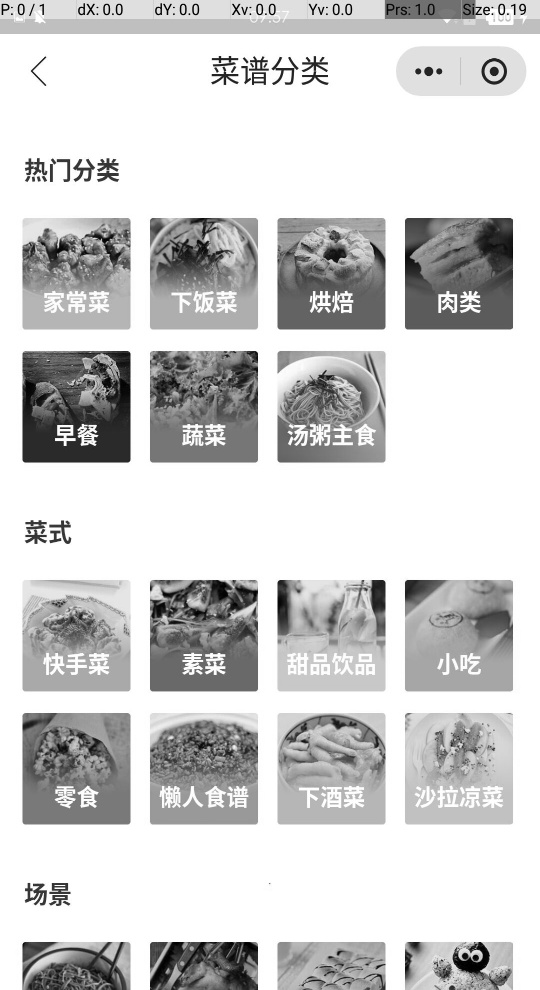 P: 0 / 1 dX: 0.0 dY: 0.0 Xv: 0.0 Yv: 0.0 Prs: 1.0 Size: 0.19
菜谱分类
热门分类
家常菜 下饭菜 烘焙 肉类
早餐 蔬菜 汤粥主食
菜式
快手菜 素菜 甜品饮品 小吃
零食 懒人食谱 下酒菜 沙拉凉菜
场景